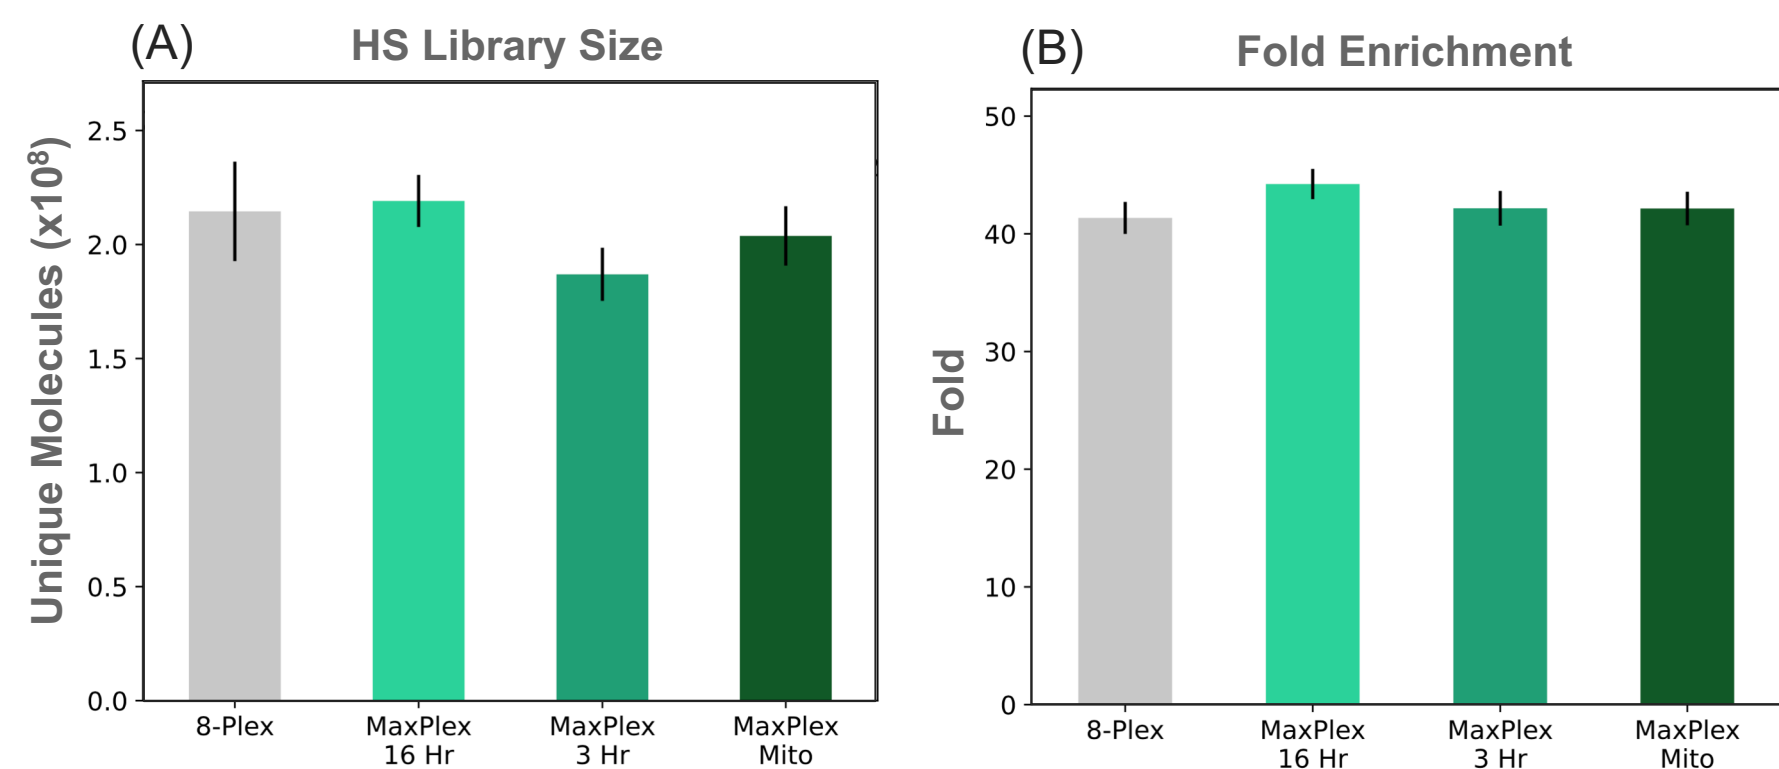 (A)
HS Library Size
Unique Molecules (x10⁸)
2.5
2.0
1.5
1.0
0.5
0.0
8-Plex
MaxPlex
16 Hr
MaxPlex
3 Hr
MaxPlex
Mito
(B)
Fold Enrichment
Fold
50
40
30
20
10
0
8-Plex
MaxPlex
16 Hr
MaxPlex
3 Hr
MaxPlex
Mito